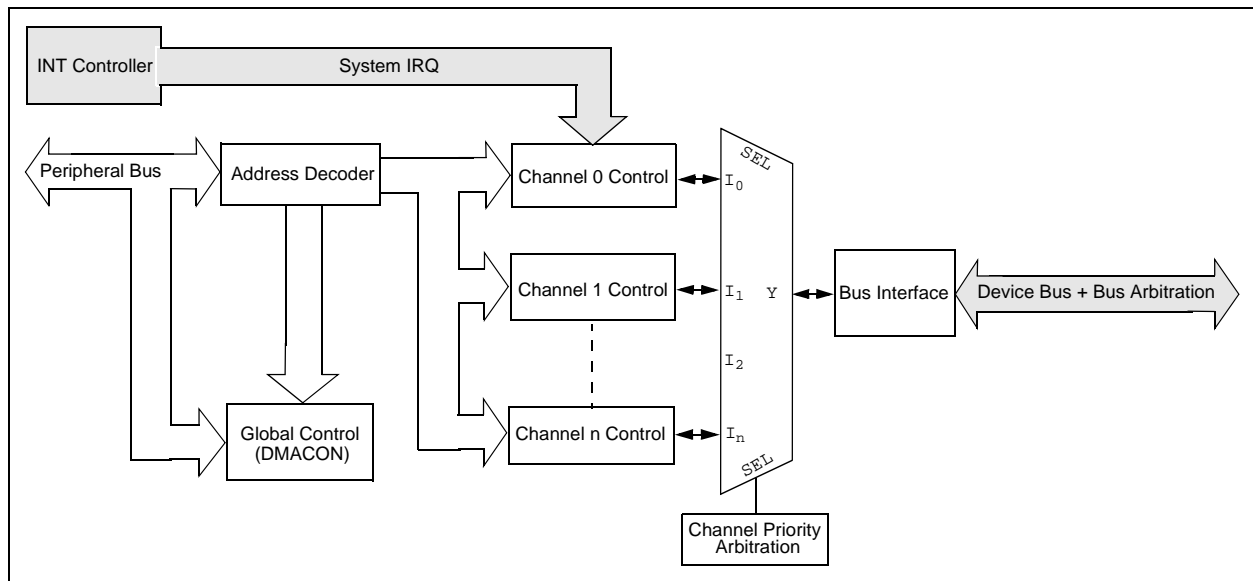 INT Controller
System IRQ
Peripheral Bus
Address Decoder
Channel 0 Control
SEL
I0
Channel 1 Control
I1
Y
Bus Interface
Device Bus + Bus Arbitration
I2
Global Control
(DMACON)
Channel n Control
In
SEL
Channel Priority
Arbitration